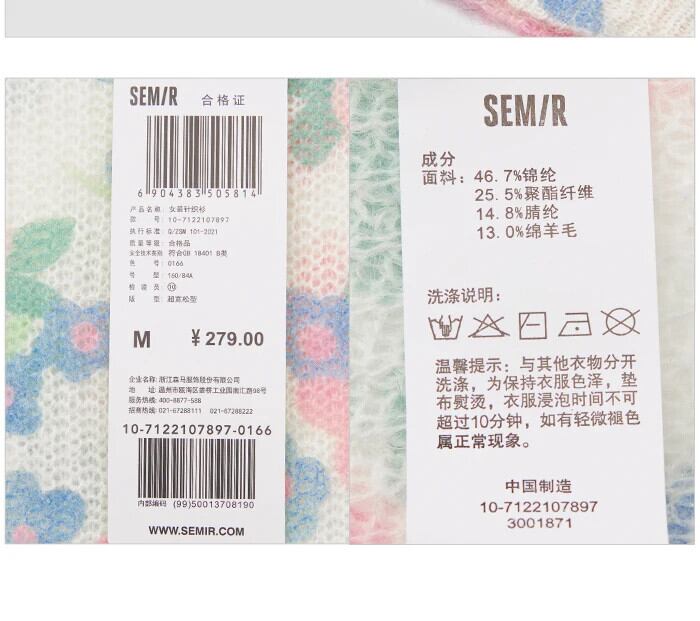 SEMIR 合格证
6 904383 505814
产品名称: 女装针织衫
款 号: 10-7122107897
执行标准: Q/ZSM 101-2021
质量等级: 合格品
安全技术类别: 符合GB 18401 B类
色 号: 0166
号 型: 160/84A
检 验 员: ⑩
版 型: 超宽松型
M ¥279.00
企业名称: 浙江森马服饰股份有限公司
地 址: 温州市瓯海区娄桥工业园南汇路98号
服务热线: 400-8877-588
招商热线: 021-67288111 021-67288222
10-7122107897-0166
内部编码 (99)50013708190
WWW.SEMIR.COM
SEMIR
成分
面料: 46.7%锦纶
25.5%聚酯纤维
14.8%腈纶
13.0%绵羊毛
洗涤说明:
温馨提示: 与其他衣物分开
洗涤, 为保持衣服色泽, 垫
布熨烫, 衣服浸泡时间不可
超过10分钟, 如有轻微褪色
属正常现象。
中国制造
10-7122107897
3001871